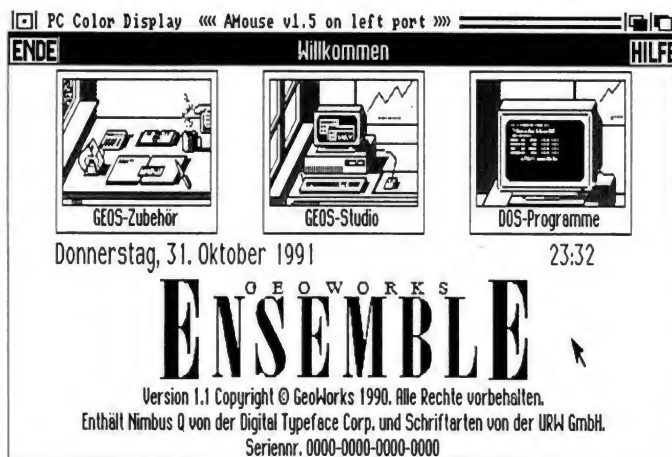 PC Color Display «« AMouse v1.5 on left port »»
ENDE Willkommen HILFE
GEOS-Zubehör GEOS-Studio DOS-Programme
Donnerstag, 31. Oktober 1991 23:32
GEOWORKS
ENSEMBLE
Version 1.1 Copyright © GeoWorks 1990. Alle Rechte vorbehalten.
Enthält Nimbus Q von der Digital Typeface Corp. und Schriftarten von der URW GmbH.
Seriennr. 0000-0000-0000-0000